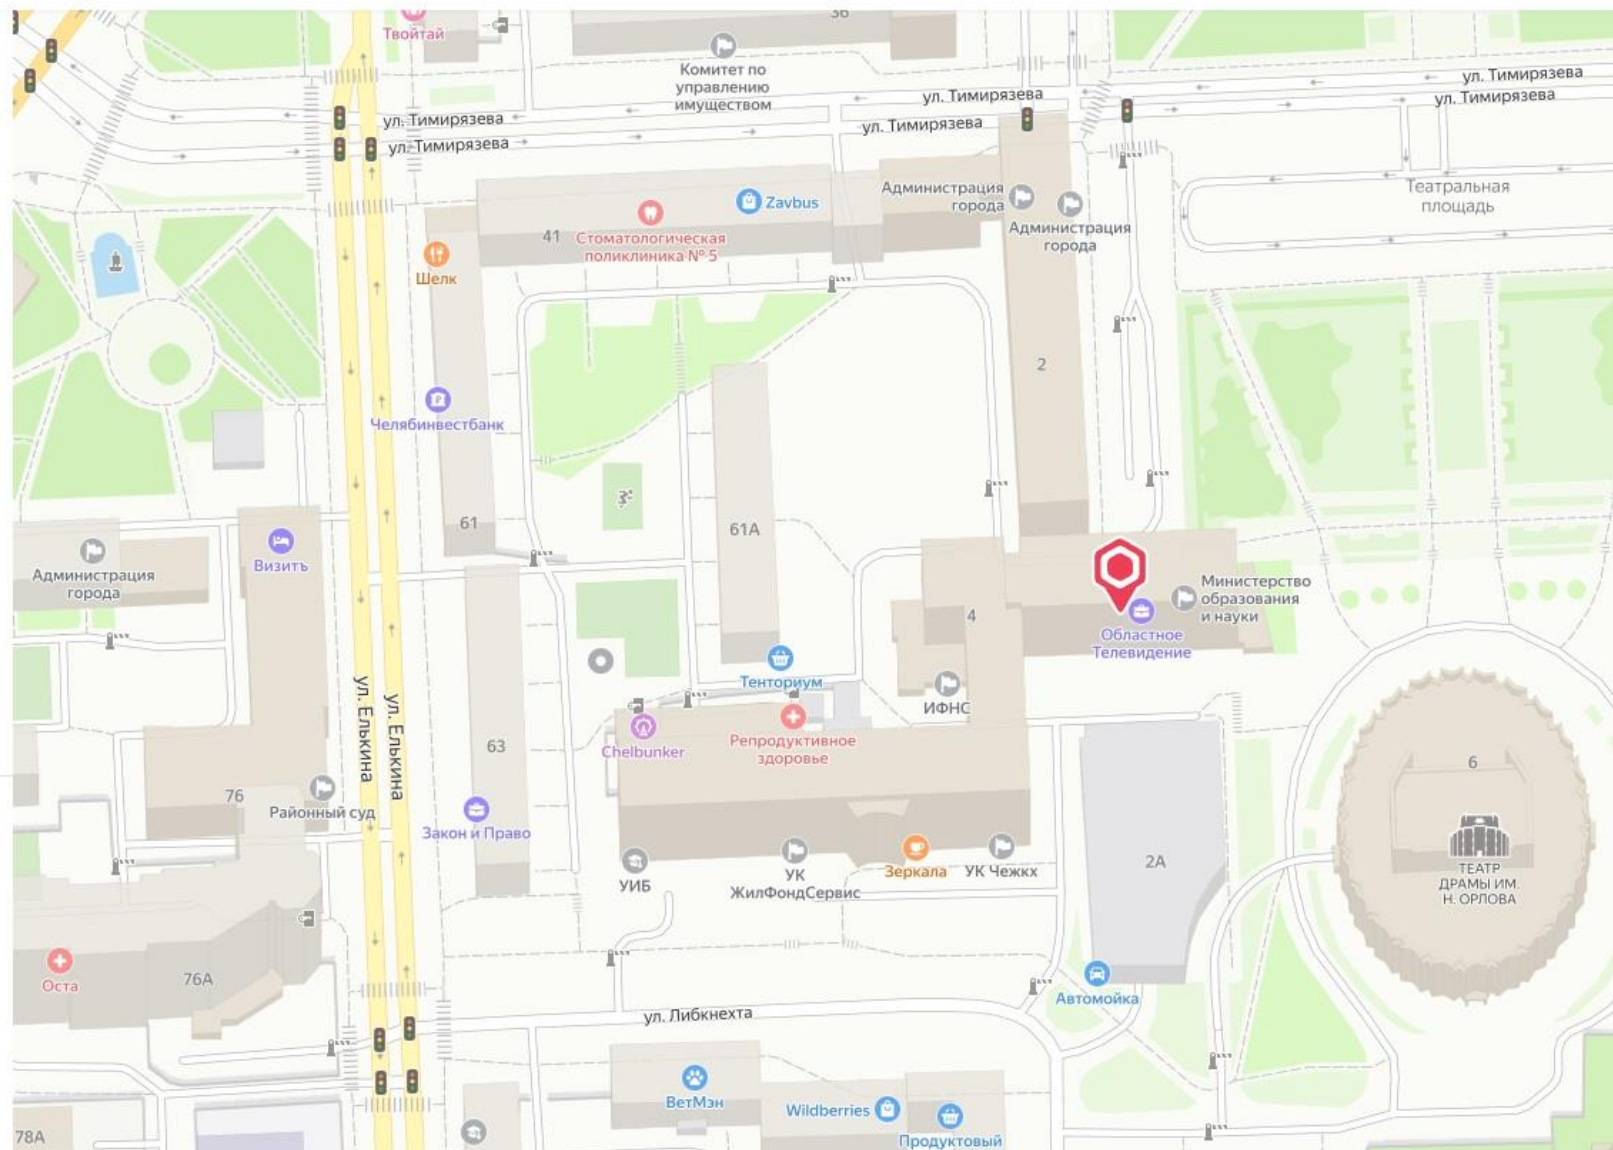 36
Твойтай
Комитет по
управлению
имуществом
ул. Тимирязева
ул. Тимирязева
ул. Тимирязева
ул. Тимирязева
ул. Тимирязева
ул. Тимирязева
Театральная
площадь
Администрация
города
Администрация
города
Zavbus
41
Стоматологическая
поликлиника № 5
Шелк
2
Челябинвестбанк
61
61А
Визитъ
Администрация
города
4
Министерство
образования
и науки
Областное
Телевидение
Тенториум
ИФНС
Chelbunker
Репродуктивное
здоровье
ул. Елькина
ул. Елькина
63
6
76
Районный суд
Закон и Право
УИБ
УК
ЖилФондСервис
Зеркала
УК Чежкх
2А
ТЕАТР
ДРАМЫ ИМ.
Н. ОРЛОВА
Оста
76А
Автомойка
ул. Либкнехта
ВетМэн
Wildberries
Продуктовый
78А